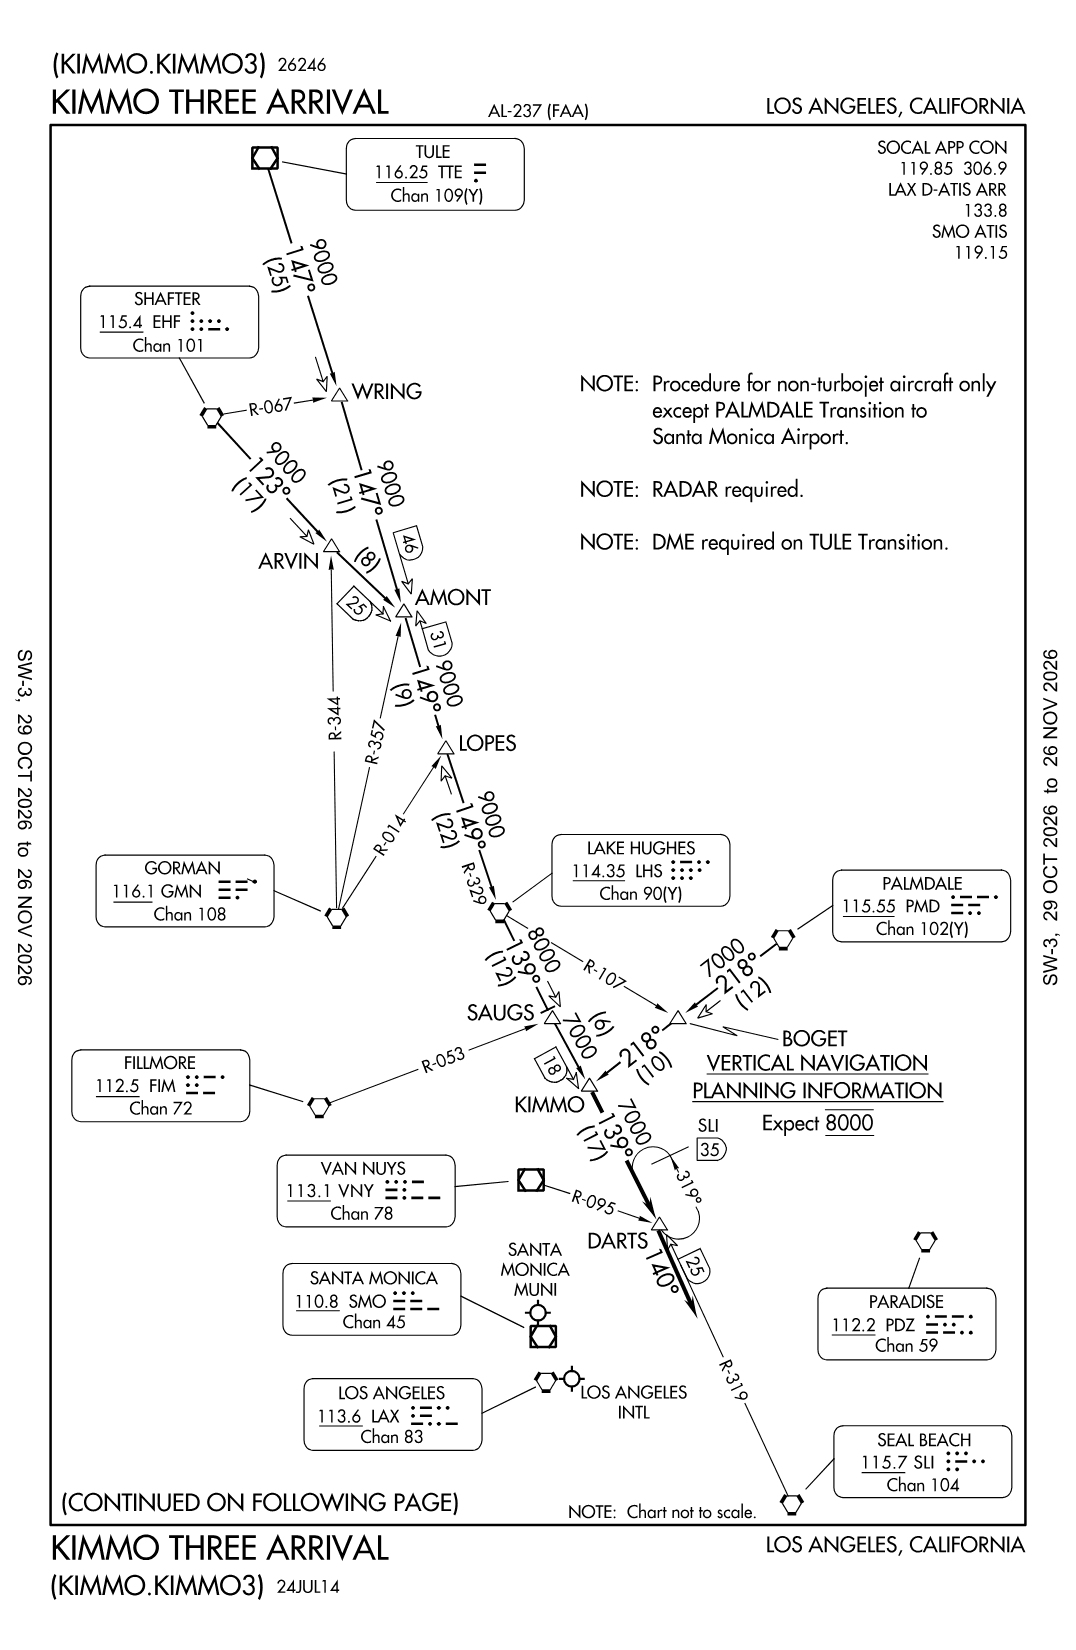 (KIMMO.KIMMO3) 26246
KIMMO THREE ARRIVAL
AL-237 (FAA)
LOS ANGELES, CALIFORNIA
SOCAL APP CON
119.85 306.9
LAX D-ATIS ARR
133.8
SMO ATIS
119.15
TULE
116.25 TTE
Chan 109(Y)
9000
147°
(25)
SHAFTER
115.4 EHF
Chan 101
R-067
WRING
NOTE: Procedure for non-turbojet aircraft only
except PALMDALE Transition to
Santa Monica Airport.
NOTE: RADAR required.
NOTE: DME required on TULE Transition.
9000
123°
(17)
9000
147°
(21)
46
ARVIN
(8)
25
AMONT
31
9000
149°
(9)
R-344
R-357
LOPES
R-014
9000
149°
(22)
R-329
GORMAN
116.1 GMN
Chan 108
LAKE HUGHES
114.35 LHS
Chan 90(Y)
PALMDALE
115.55 PMD
Chan 102(Y)
8000
139°
(12)
R-107
7000
218°
(12)
SAUGS
(6)
7000
18
218°
(10)
BOGET
VERTICAL NAVIGATION
PLANNING INFORMATION
Expect 8000
FILLMORE
112.5 FIM
Chan 72
R-053
KIMMO
7000
139°
(17)
SLI
35
319°
VAN NUYS
113.1 VNY
Chan 78
R-095
DARTS
25
140°
SANTA
MONICA
MUNI
SANTA MONICA
110.8 SMO
Chan 45
PARADISE
112.2 PDZ
Chan 59
LOS ANGELES
113.6 LAX
Chan 83
LOS ANGELES
INTL
R-319
SEAL BEACH
115.7 SLI
Chan 104
(CONTINUED ON FOLLOWING PAGE)
NOTE: Chart not to scale.
KIMMO THREE ARRIVAL
(KIMMO.KIMMO3) 24JUL14
LOS ANGELES, CALIFORNIA
SW-3, 29 OCT 2026 to 26 NOV 2026
SW-3, 29 OCT 2026 to 26 NOV 2026